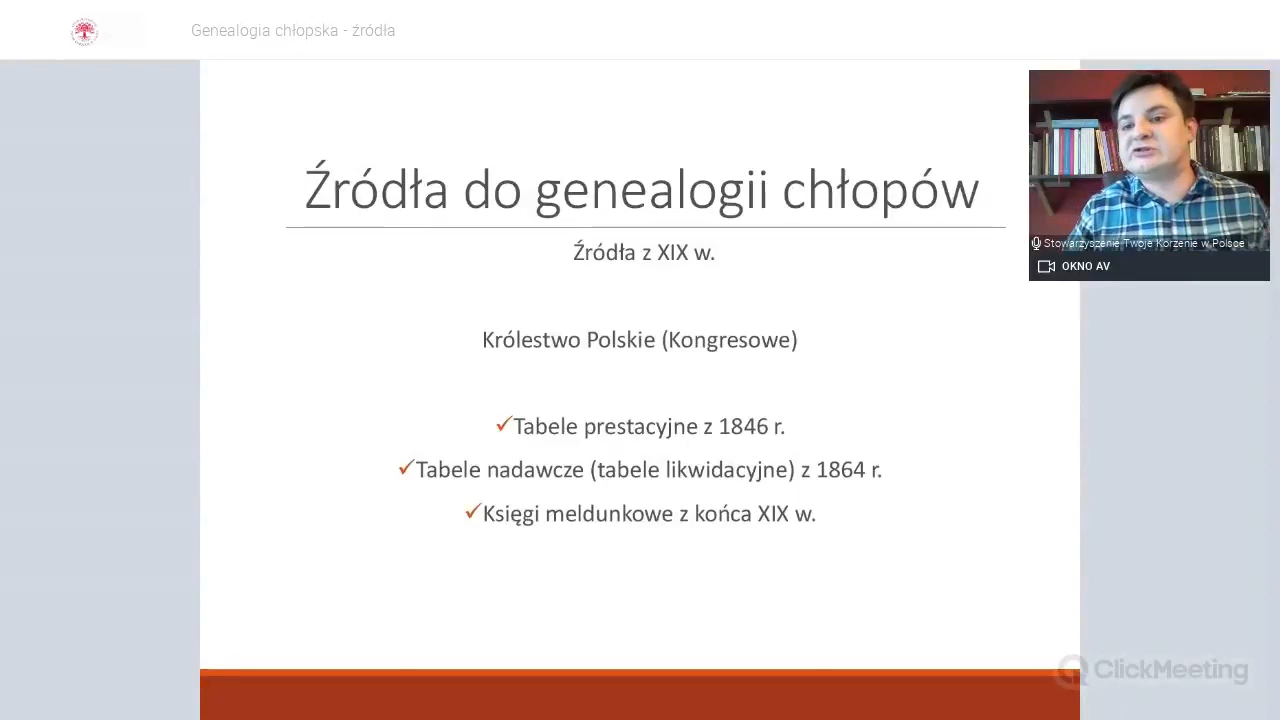 Genealogia chłopska - źródła
Źródła do genealogii chłopów
Źródła z XIX w.
Królestwo Polskie (Kongresowe)
✓Tabele prestacyjne z 1846 r.
✓Tabele nadawcze (tabele likwidacyjne) z 1864 r.
✓Księgi meldunkowe z końca XIX w.
Stowarzyszenie Twoje Korzenie w Polsce
OKNO AV
ClickMeeting